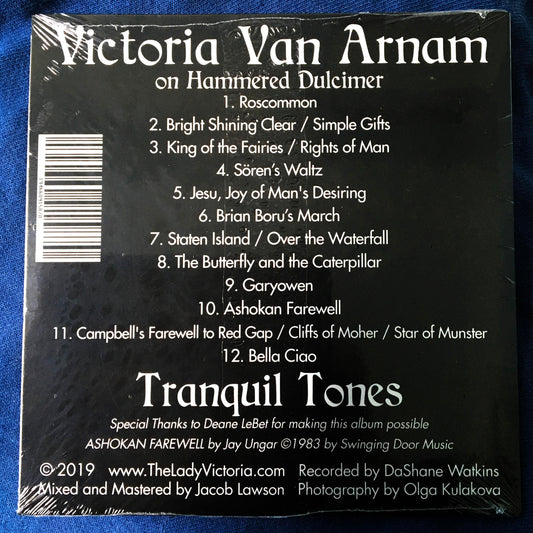 Victoria Van Arnam
on Hammered Dulcimer
1. Roscommon
2. Bright Shining Clear / Simple Gifts
3. King of the Fairies / Rights of Man
4. Sören's Waltz
5. Jesu, Joy of Man's Desiring
6. Brian Boru's March
7. Staten Island / Over the Waterfall
8. The Butterfly and the Caterpillar
9. Garyowen
10. Ashokan Farewell
11. Campbell's Farewell to Red Gap / Cliffs of Moher / Star of Munster
12. Bella Ciao
Tranquil Tones
Special Thanks to Deane LeBet for making this album possible
ASHOKAN FAREWELL by Jay Ungar ©1983 by Swinging Door Music
© 2019 www.TheLadyVictoria.com Recorded by DaShane Watkins
Mixed and Mastered by Jacob Lawson Photography by Olga Kulakova